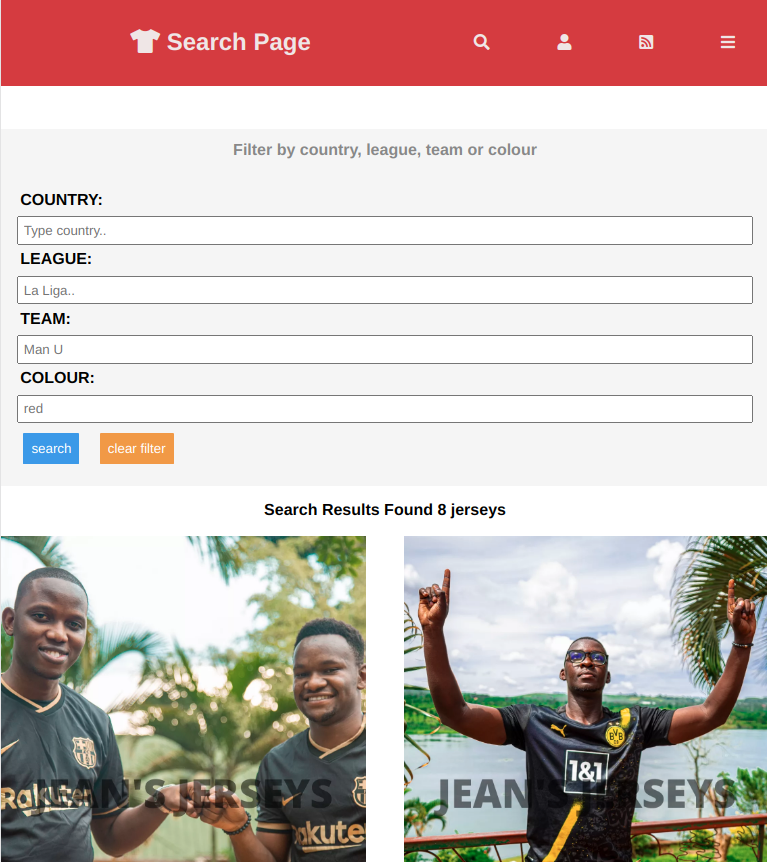 Search Page
Filter by country, league, team or colour
COUNTRY:
Type country..
LEAGUE:
La Liga..
TEAM:
Man U
COLOUR:
red
search
clear filter
Search Results Found 8 jerseys
BVB
1&1
Rakuten
akuten
JEAN'S JERSEYS
JEAN'S JERSEYS